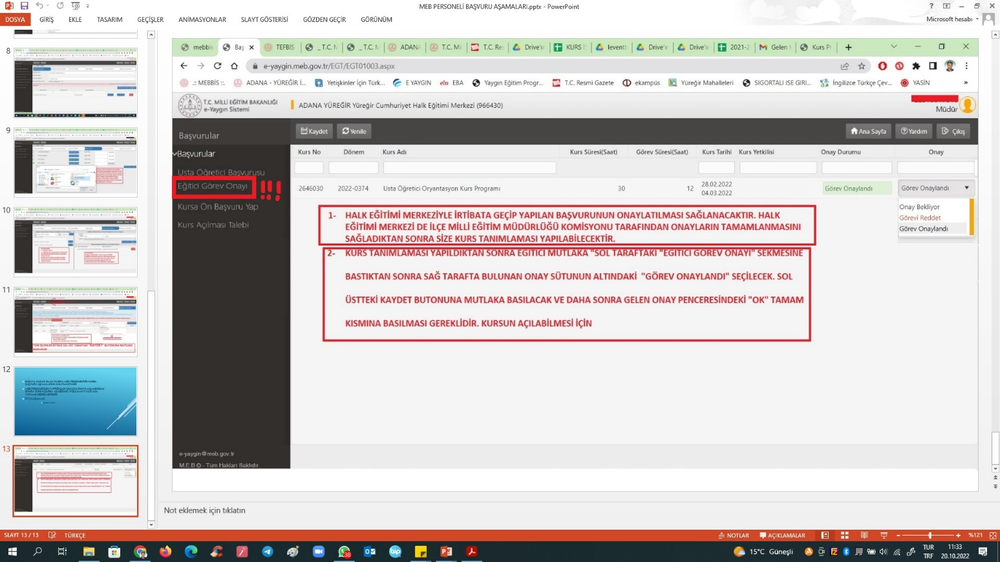 MEB PERSONELİ BAŞVURU AŞAMALARI.pptx - PowerPoint
DOSYA GİRİŞ EKLE TASARIM GEÇİŞLER ANİMASYONLAR SLAYT GÖSTERİSİ GÖZDEN GEÇİR GÖRÜNÜM Microsoft hesabı
8
9
10
11
12
13
mebbis Baş TEFBİS _ T.C. M _ T.C. M ADANA T.C. Mi T.C. Re Drive'ı KURS İ levent Drive'ı Drive'ı 2021-2 Gelen Kurs P
e-yaygin.meb.gov.tr/EGT/EGT01003.aspx
.:: MEBBİS ::. ADANA - YÜREĞİR İ... Yetişkinler İçin Türk... E YAYGIN eba EBA Yaygın Eğitim Progr... T.C. Resmi Gazete ekampüs Yüreğir Mahalleleri SIGORTALI ISE GIRI... İngilizce Türkçe Çev... YASİN »
T.C. MİLLİ EĞİTİM BAKANLIĞI
e-Yaygın Sistemi
ADANA YÜREĞİR Yüreğir Cumhuriyet Halk Eğitimi Merkezi (966430)
Müdür
Kaydet Yenile Ana Sayfa Yardım Çıkış
Başvurular
Başvurular
Usta Öğretici Başvurusu
Eğitici Görev Onayı !!!
Kursa Ön Başvuru Yap
Kurs Açılması Talebi
Kurs No Dönem Kurs Adı Kurs Süresi(Saat) Görev Süresi(Saat) Kurs Tarihi Kurs Yetkilisi Onay Durumu Onay
2646030 2022-0374 Usta Öğretici Oryantasyon Kurs Programı 30 12 28.02.2022 Görev Onaylandı Görev Onaylandı
04.03.2022
Onay Bekliyor
Görevi Reddet
Görev Onaylandı
1- HALK EĞİTİMİ MERKEZİYLE İRTİBATA GEÇİP YAPILAN BAŞVURUNUN ONAYLATILMASI SAĞLANACAKTIR. HALK
EĞİTİMİ MERKEZİ DE İLÇE MİLLİ EĞİTİM MÜDÜRLÜĞÜ KOMİSYONU TARAFINDAN ONAYLARIN TAMAMLANMASINI
SAĞLADIKTAN SONRA SİZE KURS TANIMLAMASI YAPILABİLECEKTİR.
2- KURS TANIMLAMASI YAPILDIKTAN SONRA EĞİTİCİ MUTLAKA "SOL TARAFTAKİ "EĞİTİCİ GÖREV ONAYI" SEKMESİNE
BASTIKTAN SONRA SAĞ TARAFTA BULUNAN ONAY SÜTUNUN ALTINDAKİ "GÖREV ONAYLANDI" SEÇİLECEK. SOL
ÜSTTEKİ KAYDET BUTONUNA MUTLAKA BASILACAK VE DAHA SONRA GELEN ONAY PENCERESİNDEKİ "OK" TAMAM
KISMINA BASILMASI GEREKLİDİR. KURSUN AÇILABİLMESİ İÇİN
e-yaygin@meb.gov.tr
M.E.B © - Tüm Hakları Saklıdır.
Not eklemek için tıklatın
SLAYT 13 / 13 TÜRKÇE NOTLAR AÇIKLAMALAR %121
38 15°C Güneşli TUR 11:33
TRF 20.10.2022